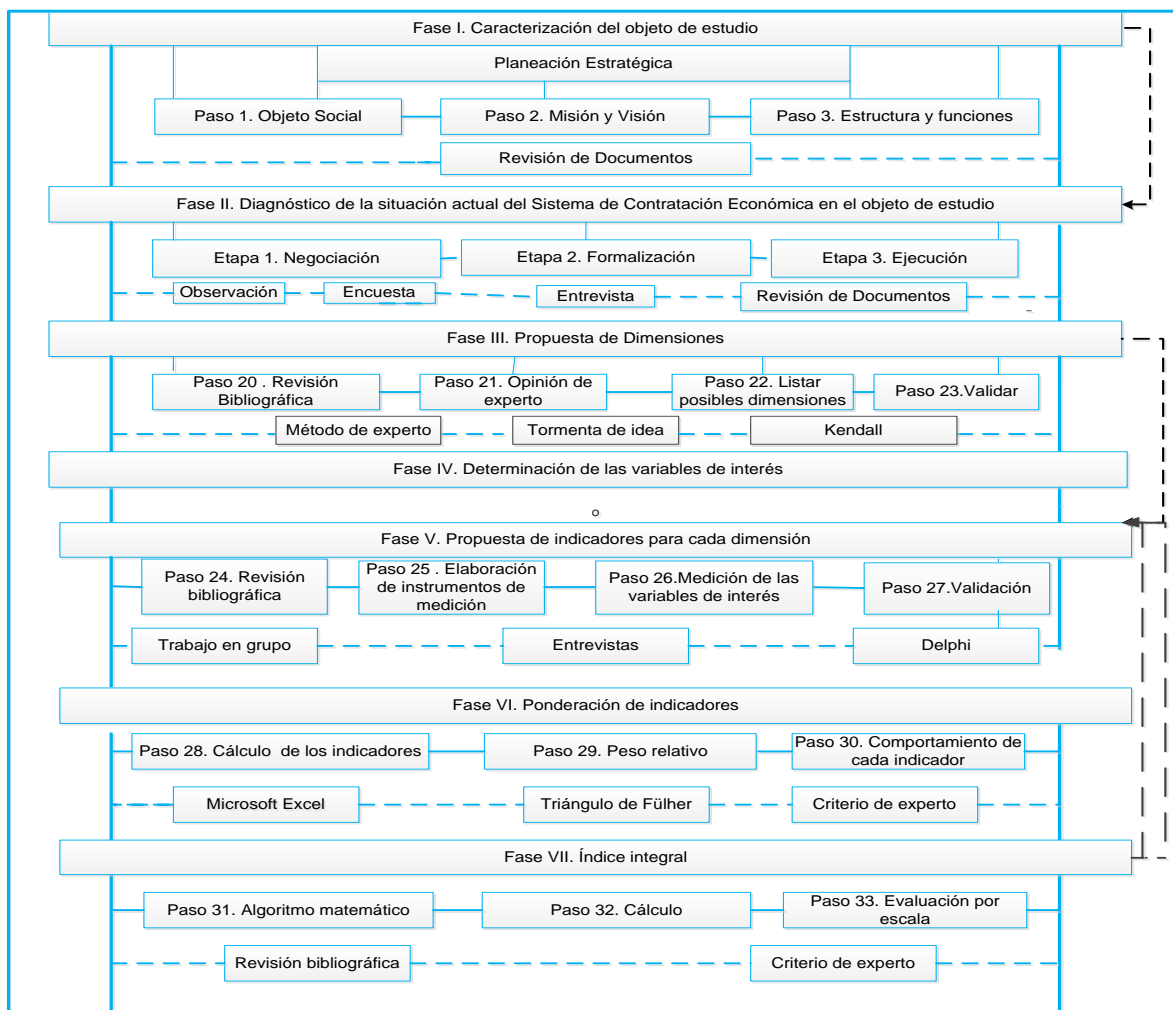 Fase I. Caracterización del objeto de estudio
Planeación Estratégica
Paso 1. Objeto Social
Paso 2. Misión y Visión
Paso 3. Estructura y funciones
Revisión de Documentos
Fase II. Diagnóstico de la situación actual del Sistema de Contratación Económica en el objeto de estudio
Etapa 1. Negociación
Etapa 2. Formalización
Etapa 3. Ejecución
Observación
Encuesta
Entrevista
Revisión de Documentos
Fase III. Propuesta de Dimensiones
Paso 20 . Revisión
Bibliográfica
Paso 21. Opinión de
experto
Paso 22. Listar
posibles dimensiones
Paso 23.Validar
Método de experto
Tormenta de idea
Kendall
Fase IV. Determinación de las variables de interés
o
Fase V. Propuesta de indicadores para cada dimensión
Paso 24. Revisión
bibliográfica
Paso 25 . Elaboración
de instrumentos de
medición
Paso 26.Medición de las
variables de interés
Paso 27.Validación
Trabajo en grupo
Entrevistas
Delphi
Fase VI. Ponderación de indicadores
Paso 28. Cálculo  de los indicadores
Paso 29. Peso relativo
Paso 30. Comportamiento de
cada indicador
Microsoft Excel
Triángulo de Fülher
Criterio de experto
Fase VII. Índice integral
Paso 31. Algoritmo matemático
Paso 32. Cálculo
Paso 33. Evaluación por
escala
Revisión bibliográfica
Criterio de experto